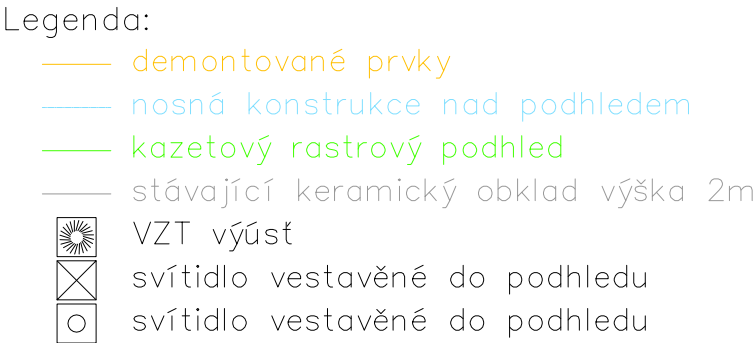 Legenda:
demontované prvky
nosná konstrukce nad podhledem
kazetový rastrový podhled
stávající keramický obklad výška 2m
VZT výúsť
svítidlo vestavěné do podhledu
svítidlo vestavěné do podhledu